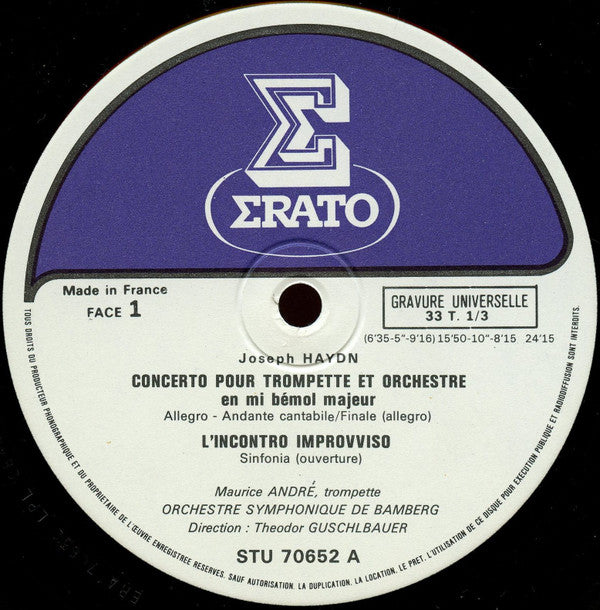 Σ
ΣRATO
Made in France
FACE 1
GRAVURE UNIVERSELLE
33 T. 1/3
(6'35-5"-9'16) 15'50-10"-8'15 24'15
Joseph HAYDN
CONCERTO POUR TROMPETTE ET ORCHESTRE
en mi bémol majeur
Allegro - Andante cantabile/Finale (allegro)
L'INCONTRO IMPROVVISO
Sinfonia (ouverture)
Maurice ANDRÉ, trompette
ORCHESTRE SYMPHONIQUE DE BAMBERG
Direction : Theodor GUSCHLBAUER
STU 70652 A
TOUS DROITS DU PRODUCTEUR PHONOGRAPHIQUE ET DU PROPRIETAIRE DE L'ŒUVRE ENREGISTREE RESERVES. SAUF AUTORISATION. LA DUPLICATION. LA LOCATION. LE PRET. L'UTILISATION DE CE DISQUE POUR EXECUTION PUBLIQUE ET RADIODIFFUSION SONT INTERDITS.